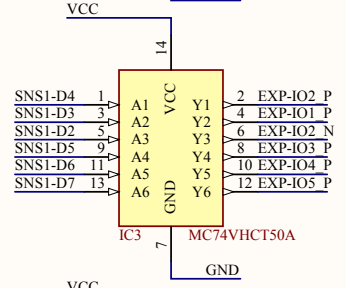 VCC
14
VCC
SNS1-D4 1 A1 Y1 2 EXP-IO2_P
SNS1-D3 3 A2 Y2 4 EXP-IO1_P
SNS1-D2 5 A3 Y3 6 EXP-IO2_N
SNS1-D5 9 A4 Y4 8 EXP-IO3_P
SNS1-D6 11 A5 Y5 10 EXP-IO4_P
SNS1-D7 13 A6 Y6 12 EXP-IO5_P
GND
IC3 MC74VHCT50A
7
GND
VCC